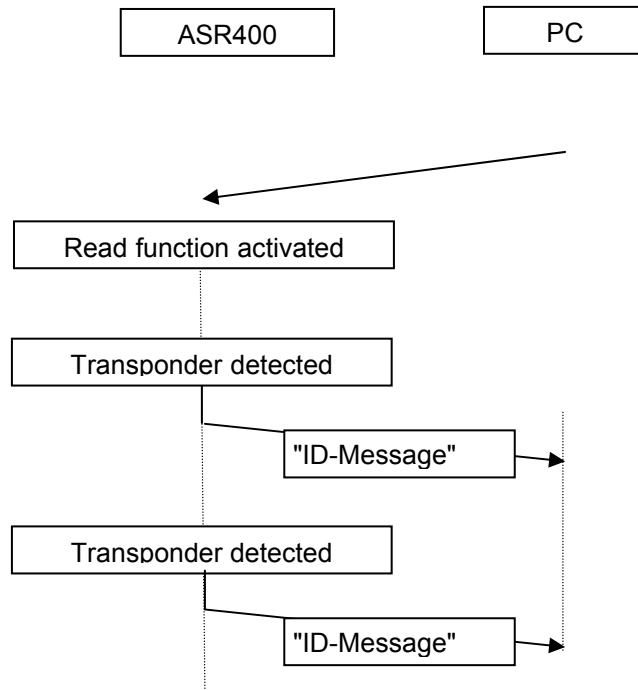 ASR400
PC
Read function activated
Transponder detected
"ID-Message"
Transponder detected
"ID-Message"